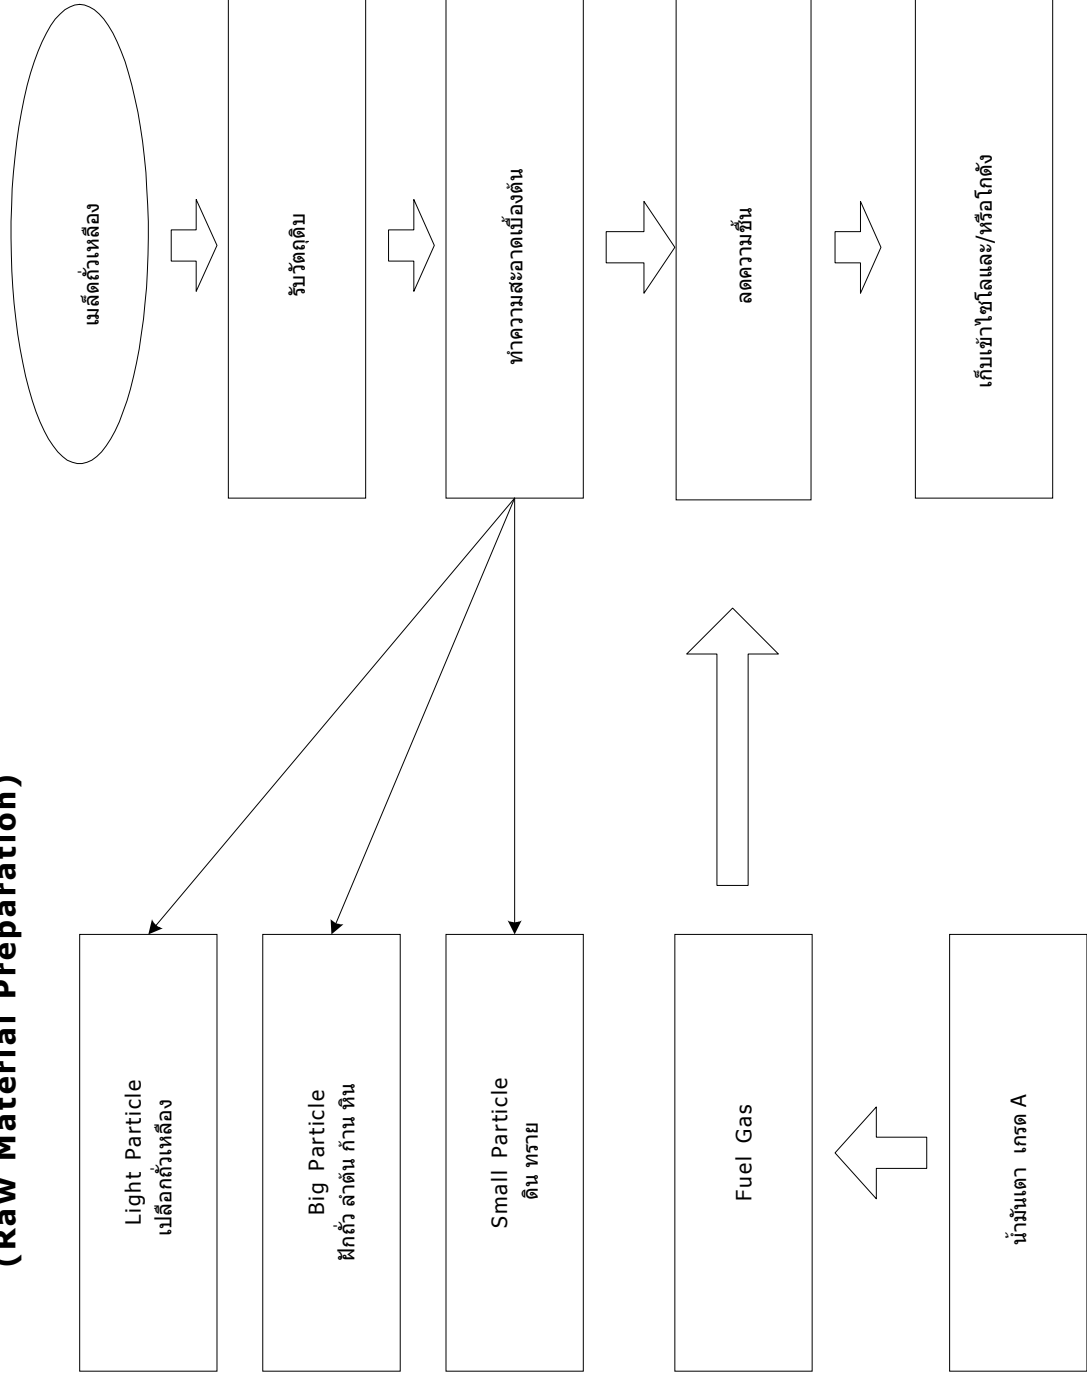 (Raw Material Preparation)
เมล็ดถั่วเหลือง
รับวัตถุดิบ
ทำความสะอาดเบื้องต้น
ลดความชื้น
เก็บเข้าไซโลและ/หรือโกดัง
Light Particle
เปลือกถั่วเหลือง
Big Particle
ฝักถั่ว ลำต้น ก้าน หิน
Small Particle
ดิน ทราย
Fuel Gas
น้ำมันเตา เกรด A